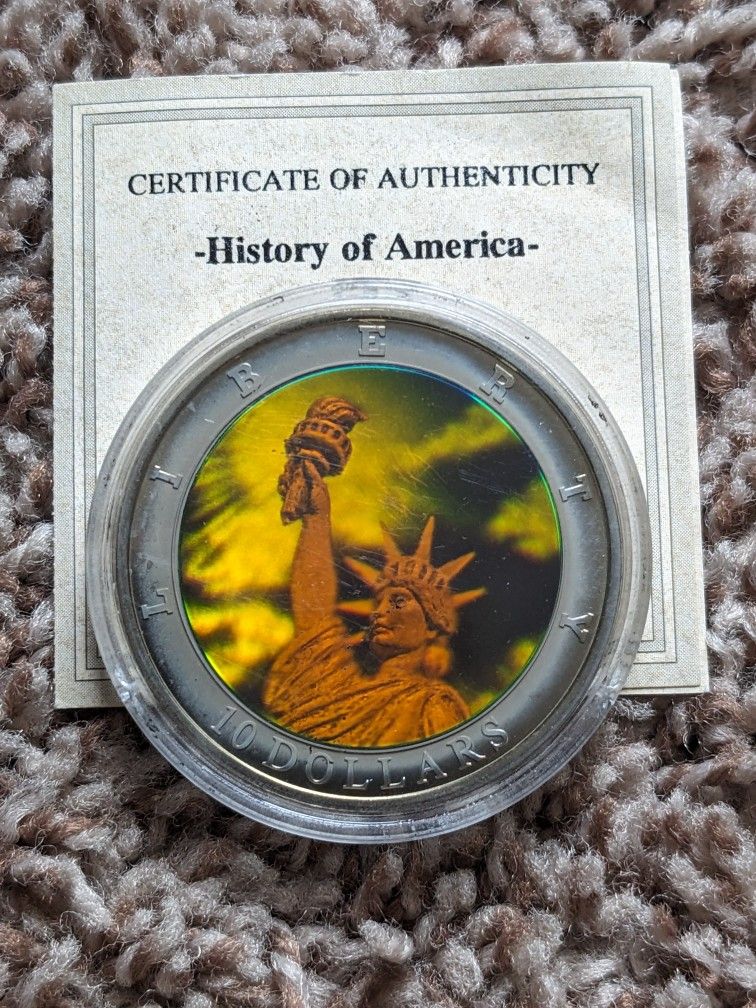 CERTIFICATE OF AUTHENTICITY
-History of America-
LIBERTY
10 DOLLARS